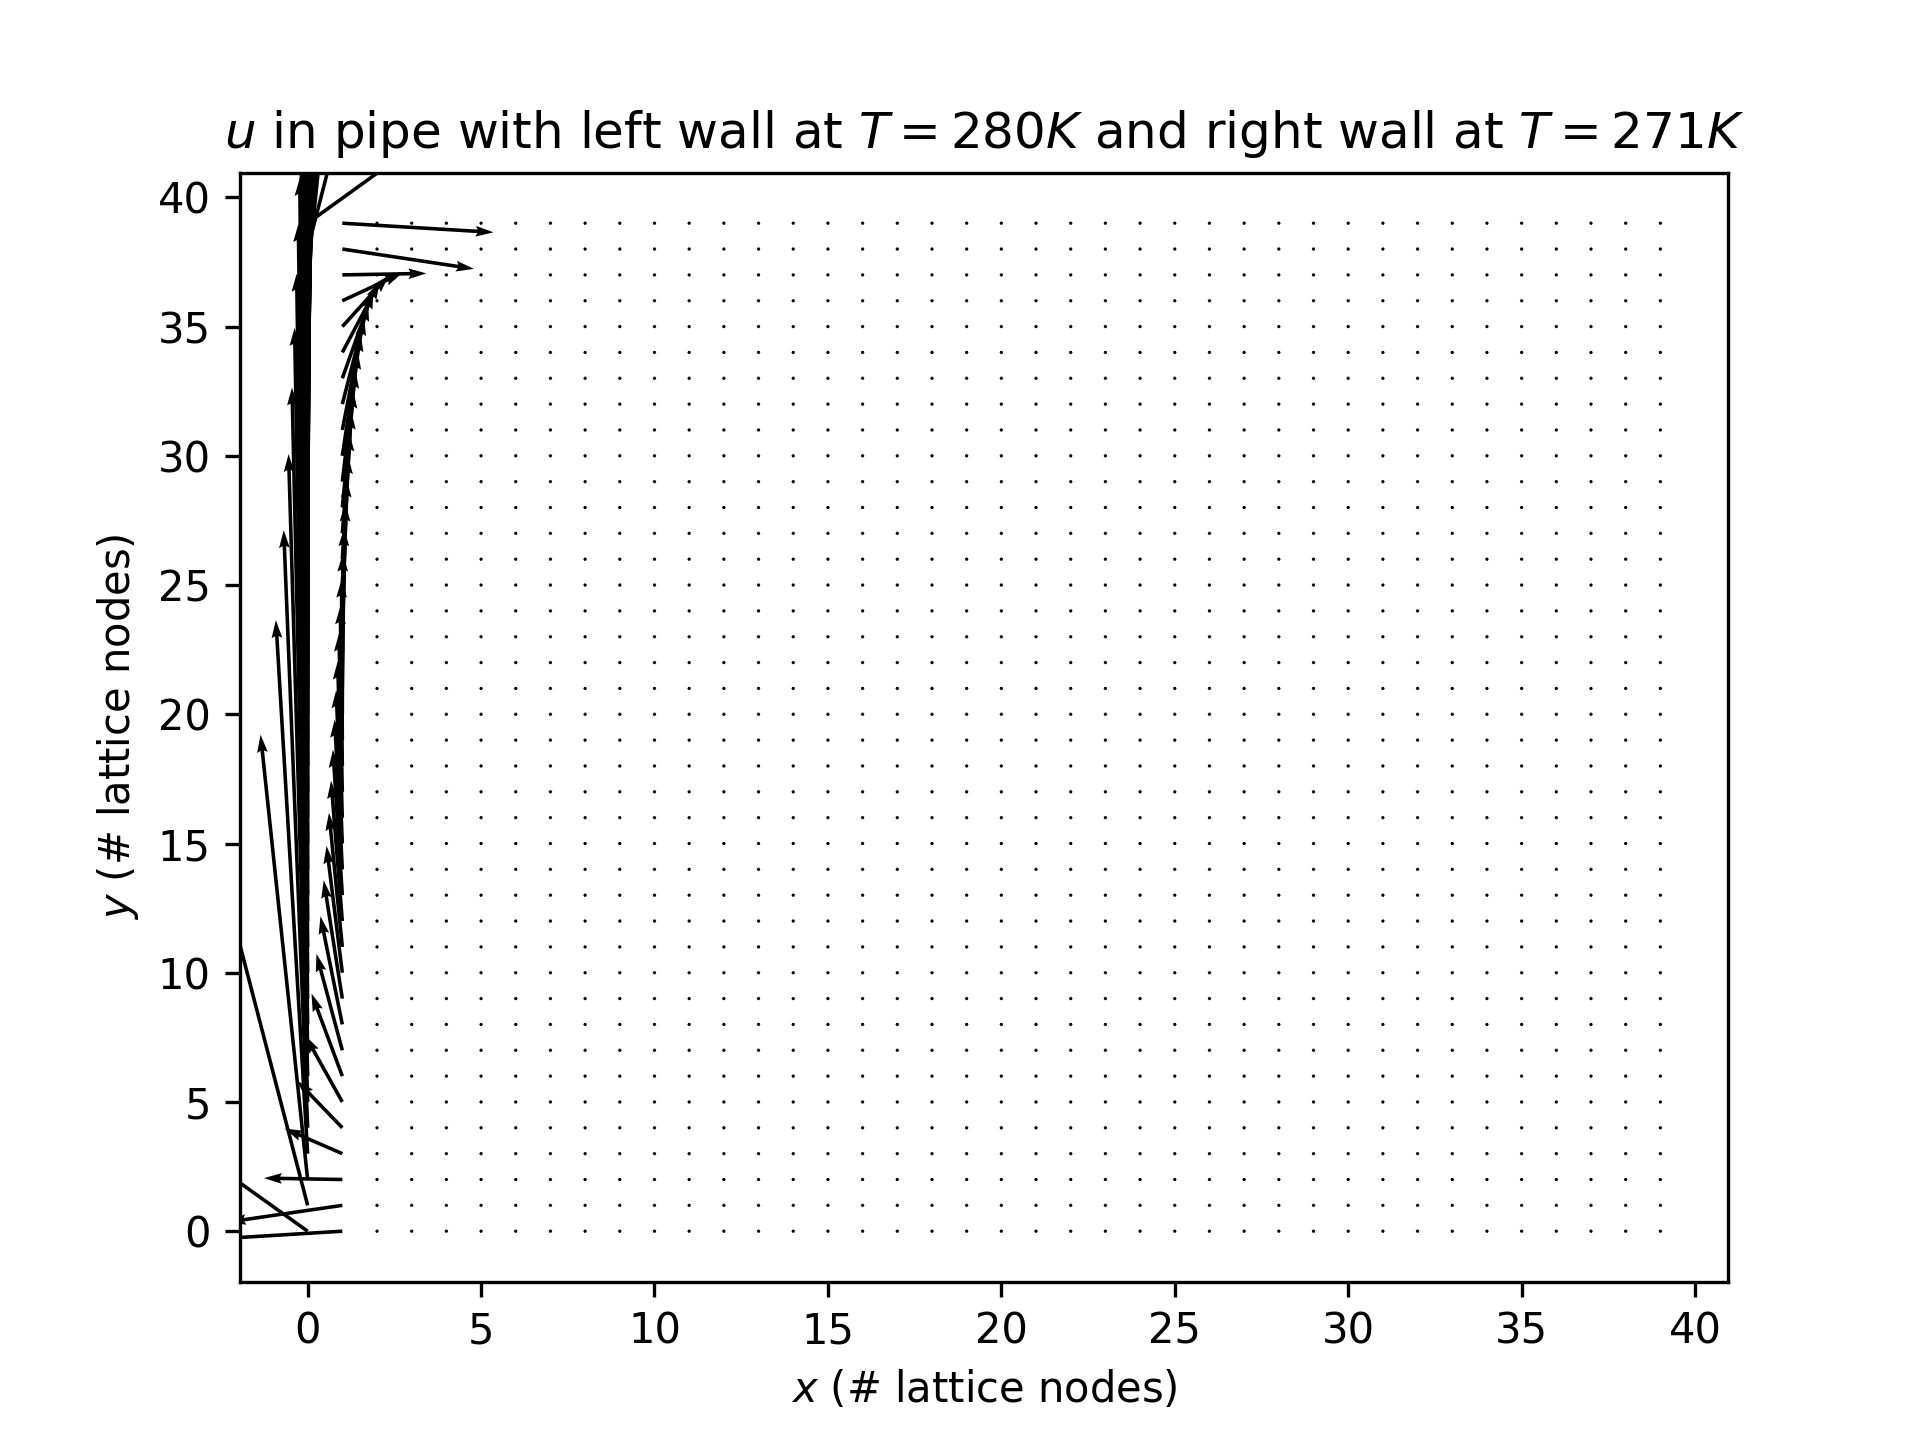 u in pipe with left wall at T = 280K and right wall at T = 271K
40
35
30
25
20
15
10
5
0
y (# lattice nodes)
0 5 10 15 20 25 30 35 40
x (# lattice nodes)